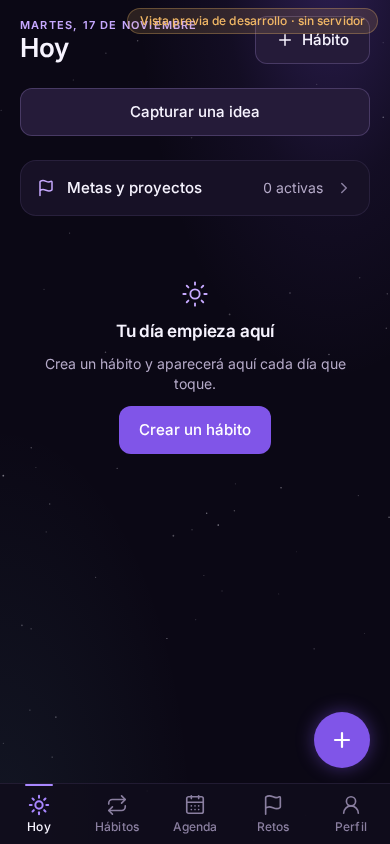 Vista previa de desarrollo · sin servidor
MARTES, 17 DE NOVIEMBRE
Hoy
Hábito
Capturar una idea
Metas y proyectos
0 activas
Tu día empieza aquí
Crea un hábito y aparecerá aquí cada día que
toque.
Crear un hábito
Hoy
Hábitos
Agenda
Retos
Perfil